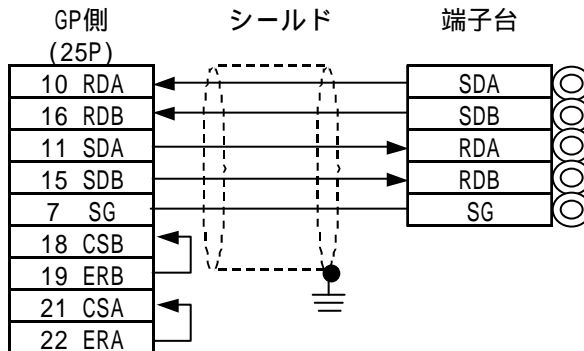 GP側 シールド 端子台
(25P)
10 RDA SDA
16 RDB SDB
11 SDA RDA
15 SDB RDB
7 SG SG
18 CSB
19 ERB
21 CSA
22 ERA